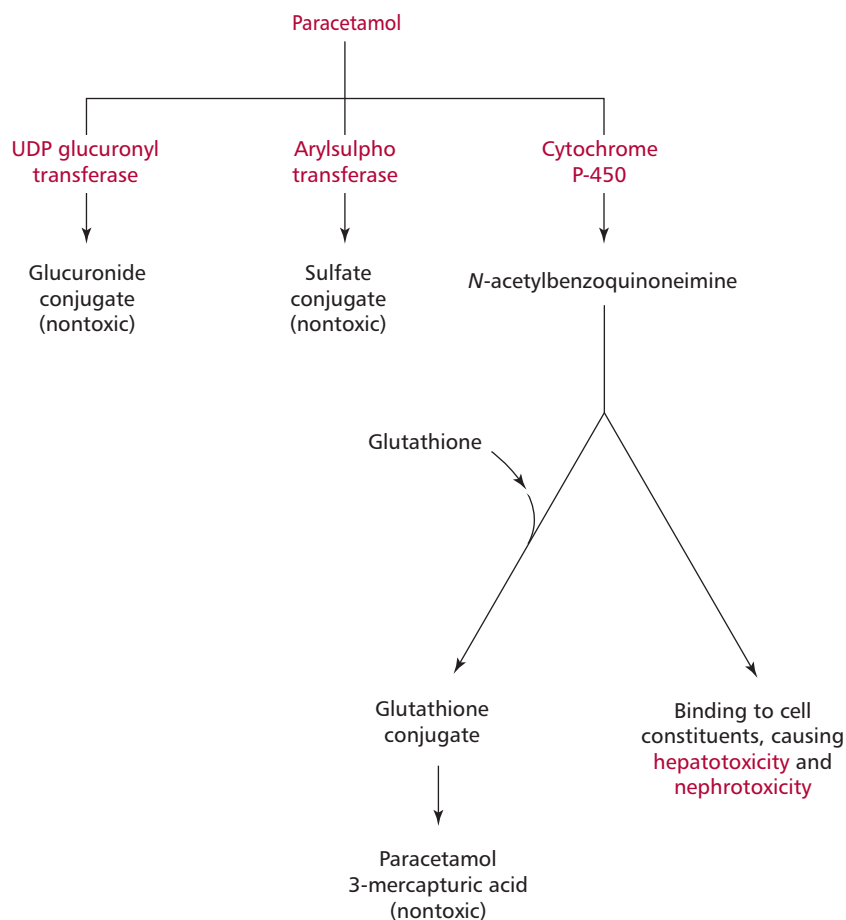 Paracetamol
UDP glucuronyl
transferase
Arylsulpho
transferase
Cytochrome
P-450
Glucuronide
conjugate
(nontoxic)
Sulfate
conjugate
(nontoxic)
N-acetylbenzoquinoneimine
Glutathione
Glutathione
conjugate
Binding to cell
constituents, causing
hepatotoxicity and
nephrotoxicity
Paracetamol
3-mercapturic acid
(nontoxic)